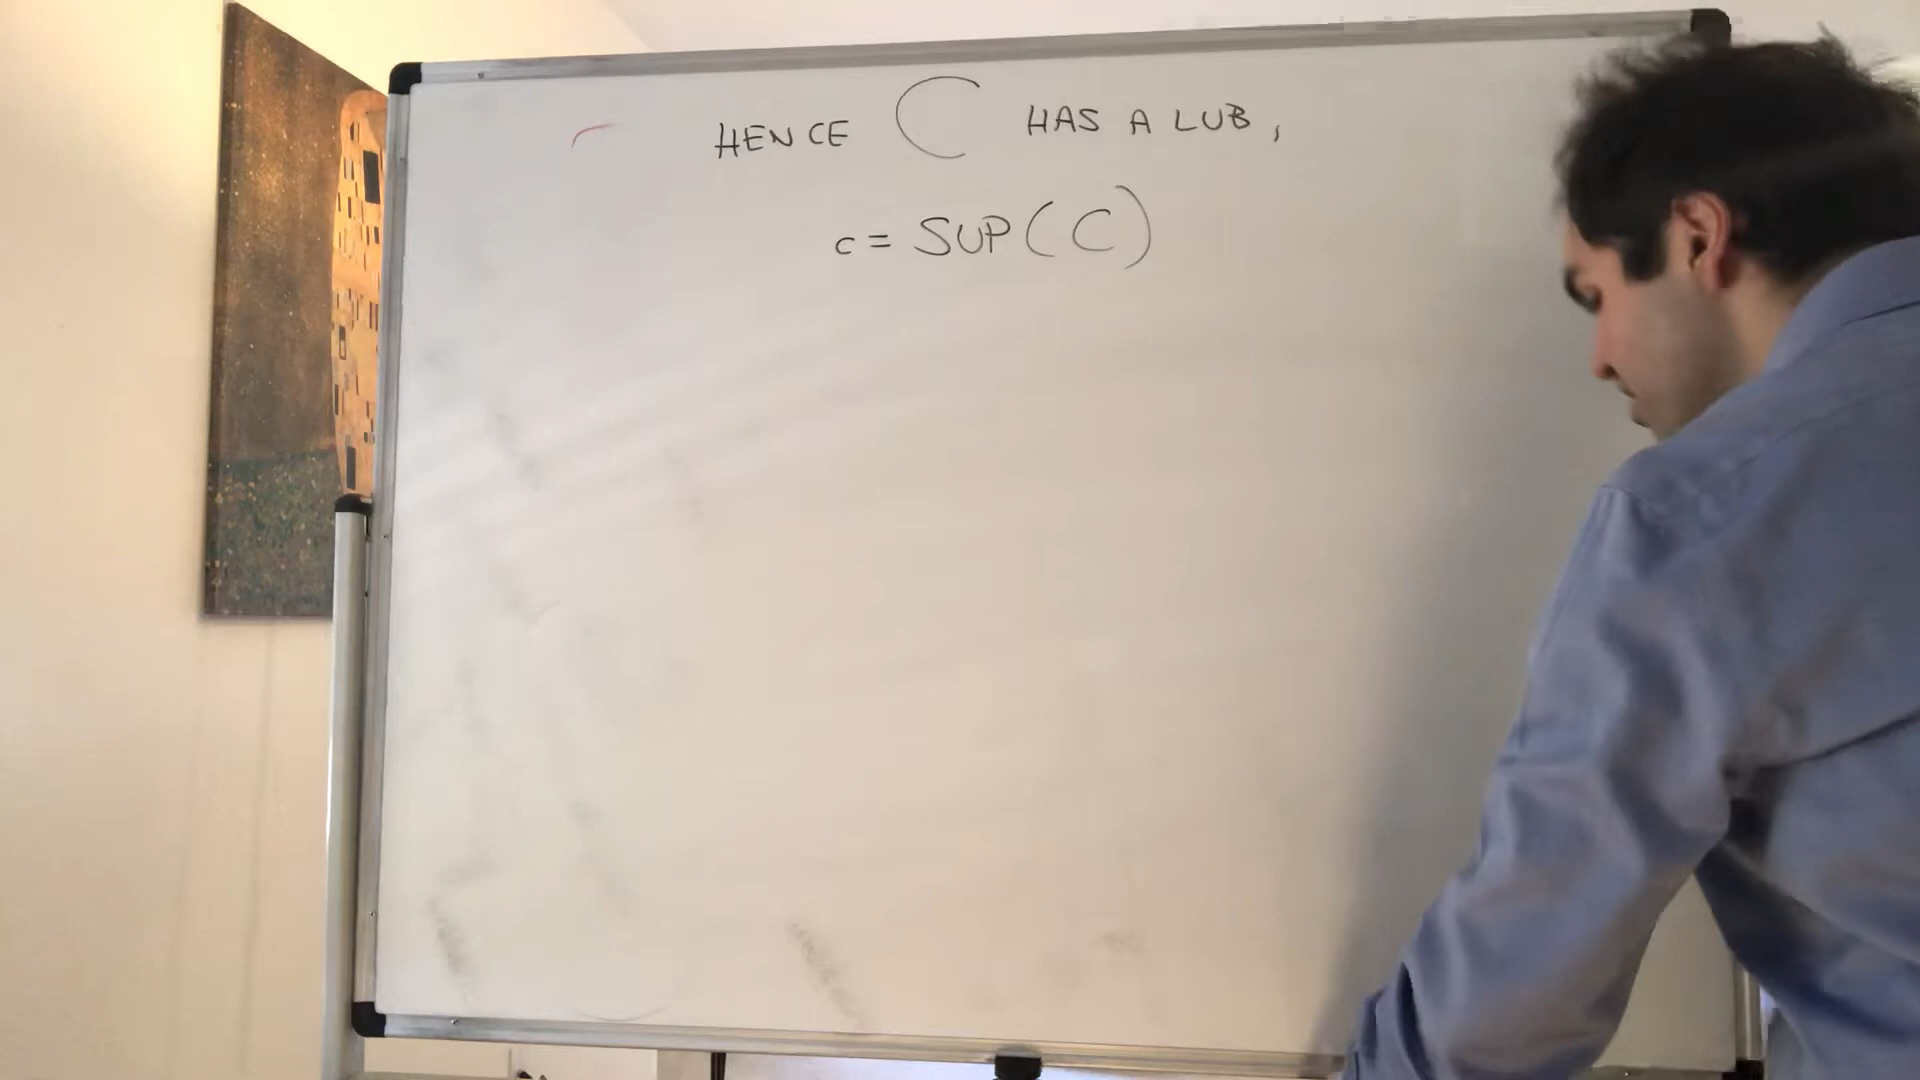 HENCE C HAS A LUB,
c = SUP(C)